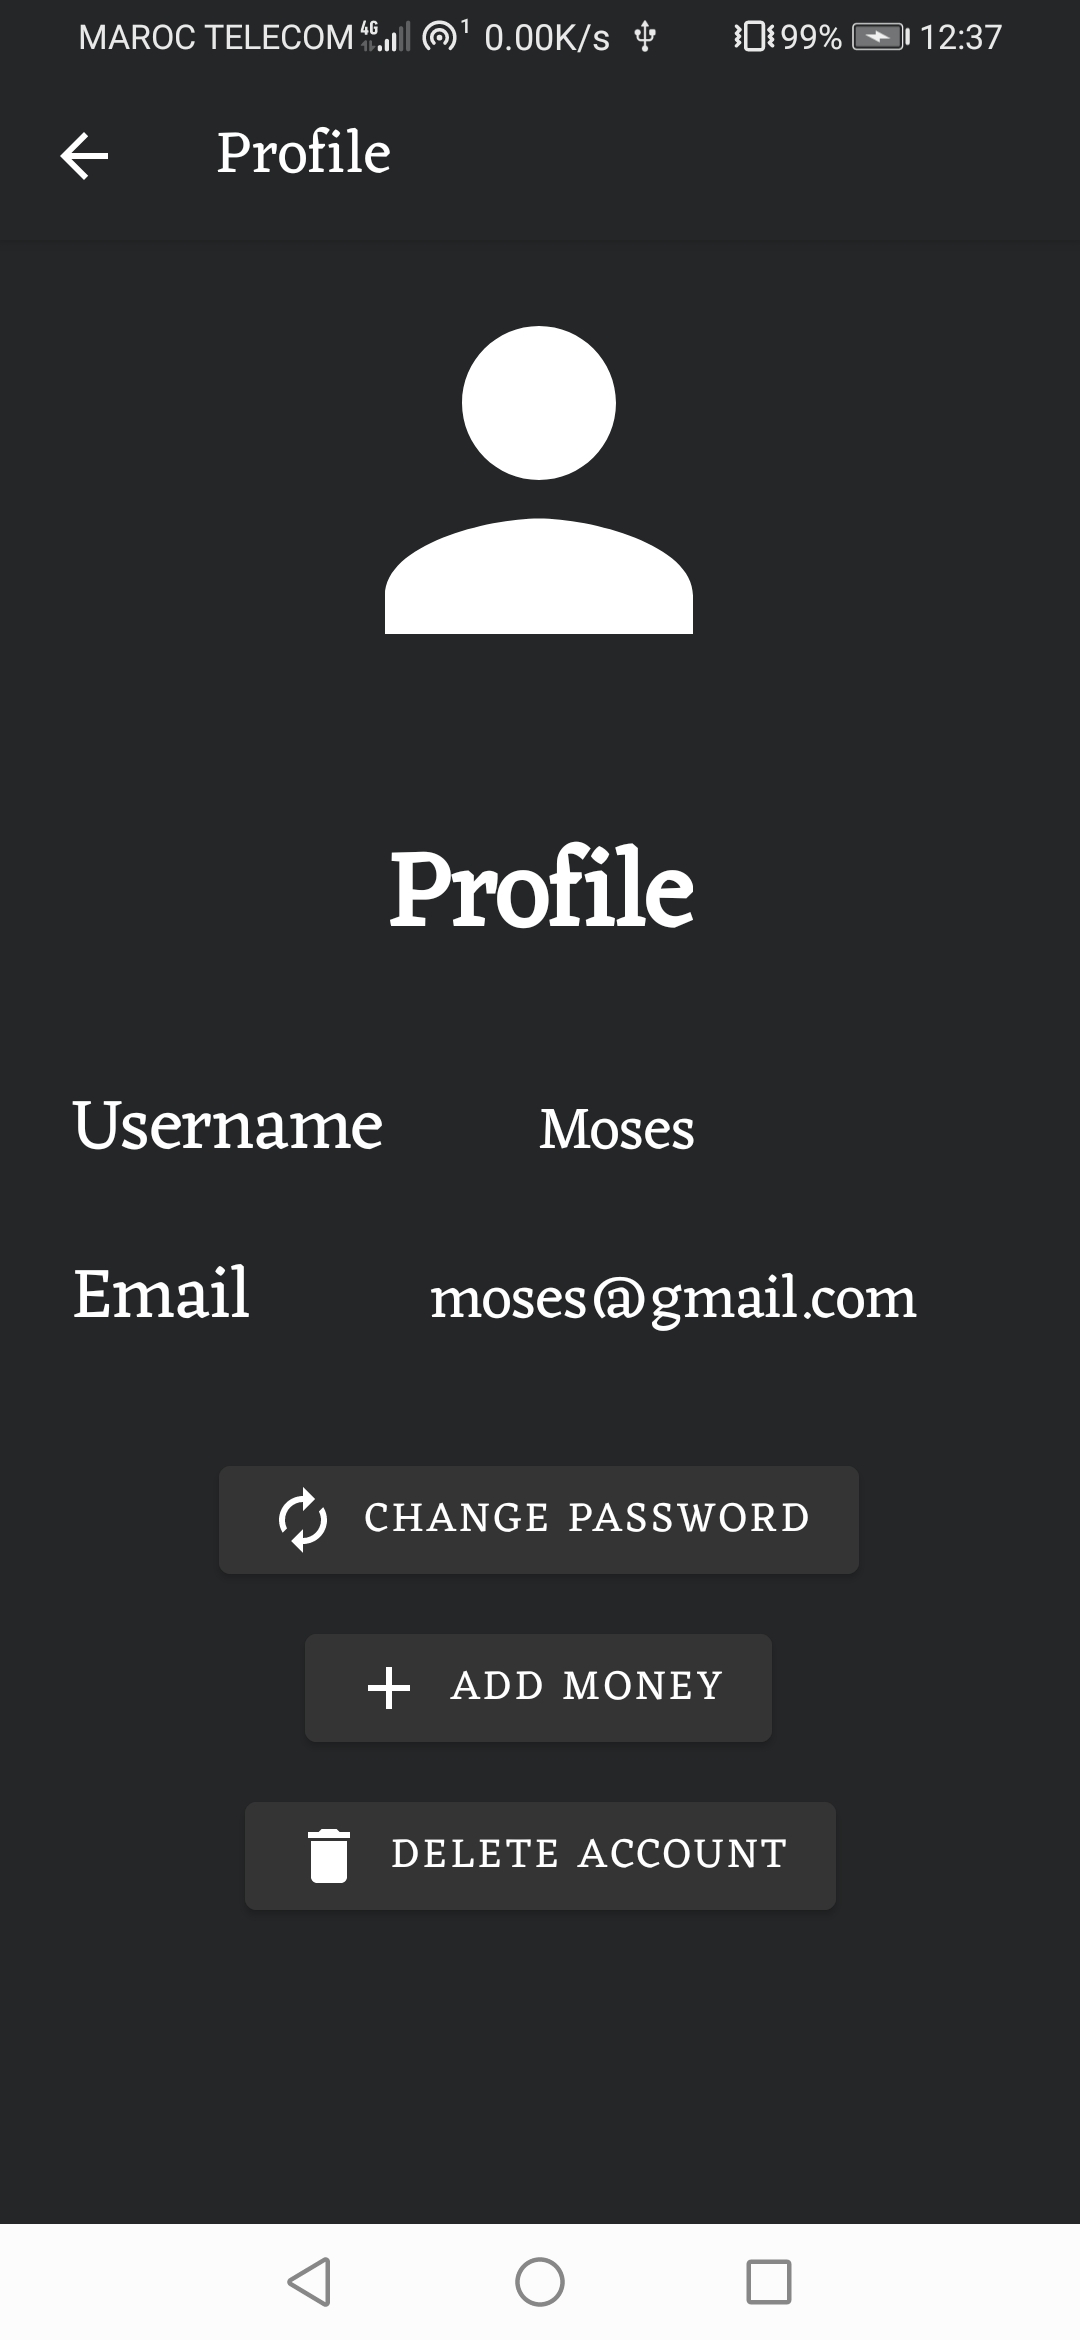 MAROC TELECOM 4G 1 0.00K/s 99% 12:37
Profile
Profile
Username Moses
Email moses@gmail.com
CHANGE PASSWORD
ADD MONEY
DELETE ACCOUNT